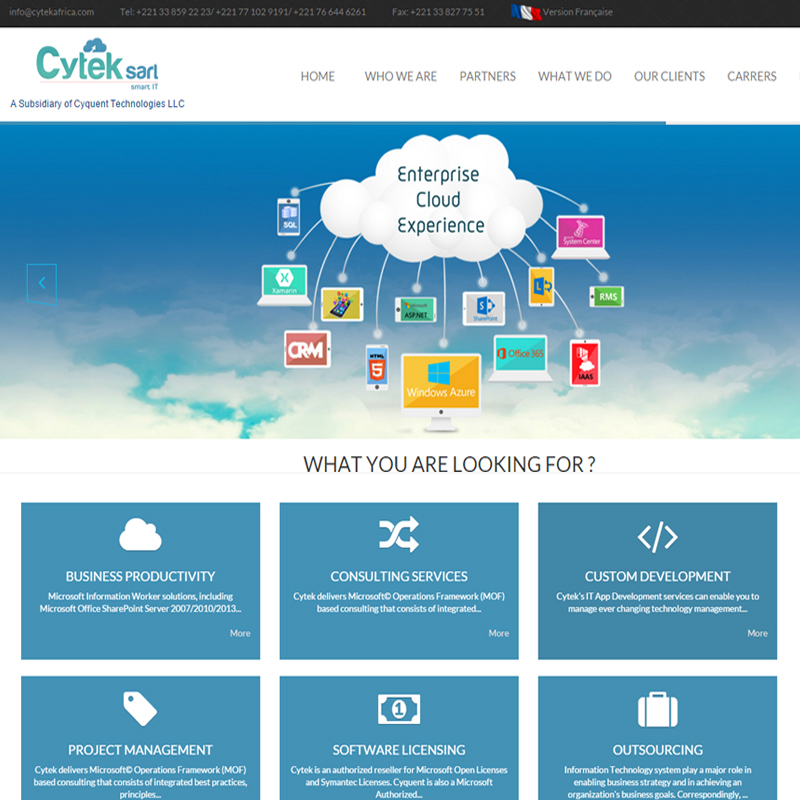 info@cytekafrica.com Tel: +221 33 859 22 23/ +221 77 102 9191/ +221 76 644 6261 Fax: +221 33 827 75 51 Version Française
Cytek sarl
smart IT
A Subsidiary of Cyquent Technologies LLC
HOME WHO WE ARE PARTNERS WHAT WE DO OUR CLIENTS CARRERS
Enterprise
Cloud
Experience
SQL
System Center
Xamarin
Microsoft
ASP.NET
SharePoint
RMS
CRM
HTML
5
Windows Azure
Office 365
IAAS
WHAT YOU ARE LOOKING FOR ?
BUSINESS PRODUCTIVITY
Microsoft Information Worker solutions, including
Microsoft Office SharePoint Server 2007/2010/2013...
More
CONSULTING SERVICES
Cytek delivers Microsoft© Operations Framework (MOF)
based consulting that consists of integrated...
More
CUSTOM DEVELOPMENT
Cytek's IT App Development services can enable you to
manage ever changing technology management...
More
PROJECT MANAGEMENT
Cytek delivers Microsoft© Operations Framework (MOF)
based consulting that consists of integrated best practices,
principles...
1
SOFTWARE LICENSING
Cytek is an authorized reseller for Microsoft Open Licenses
and Symantec Licenses. Cyquent is also a Microsoft
Authorized...
OUTSOURCING
Information Technology system play a major role in
enabling business strategy and in achieving an
organization's business goals. Correspondingly, ...